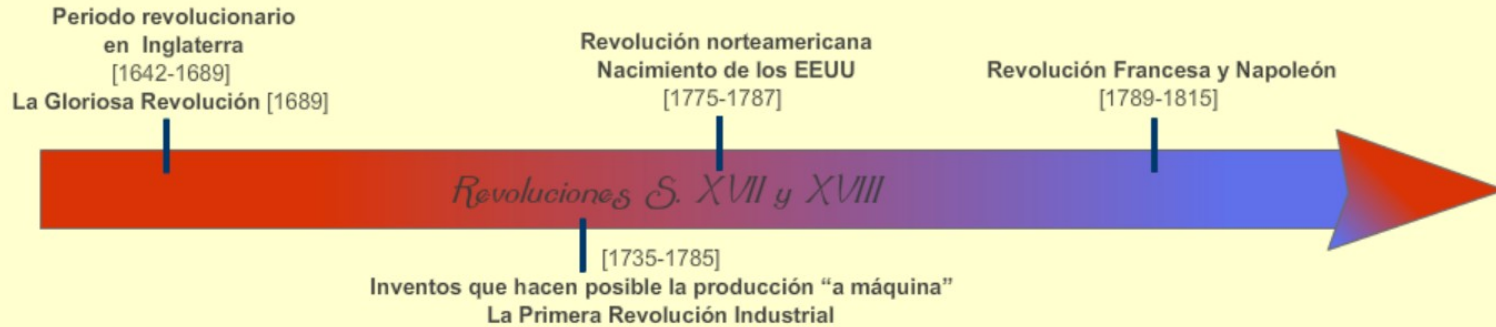 Periodo revolucionario
en Inglaterra
[1642-1689]
La Gloriosa Revolución [1689]
Revolución norteamericana
Nacimiento de los EEUU
[1775-1787]
Revolución Francesa y Napoleón
[1789-1815]
Revoluciones S. XVII y XVIII
[1735-1785]
Inventos que hacen posible la producción “a máquina”
La Primera Revolución Industrial